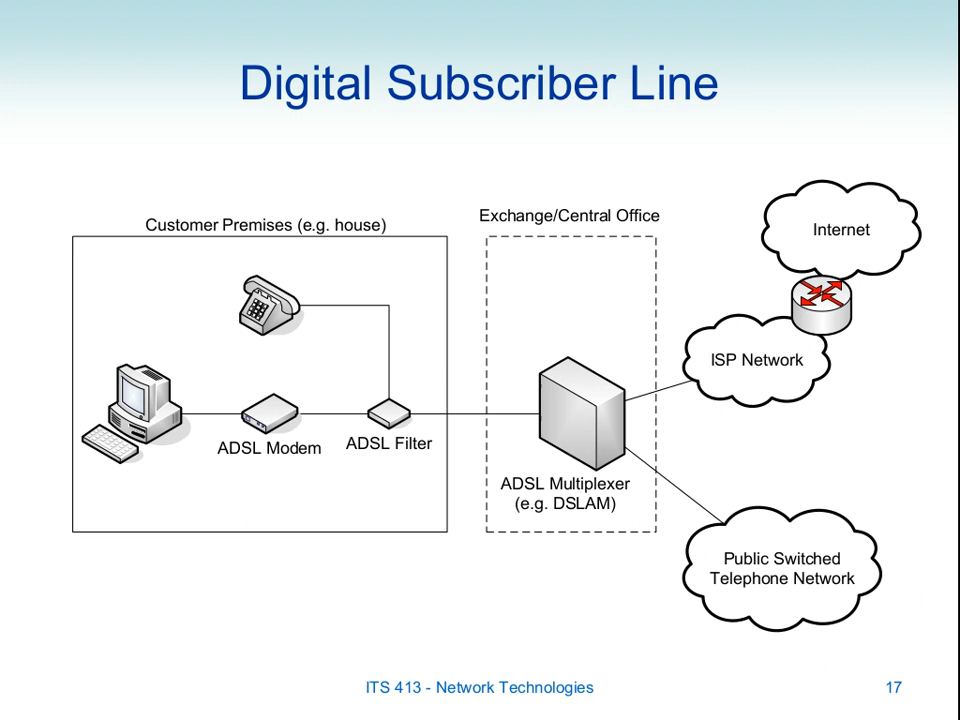 Digital Subscriber Line
Customer Premises (e.g. house)
Exchange/Central Office
Internet
ISP Network
ADSL Modem
ADSL Filter
ADSL Multiplexer
(e.g. DSLAM)
Public Switched
Telephone Network
ITS 413 - Network Technologies
17